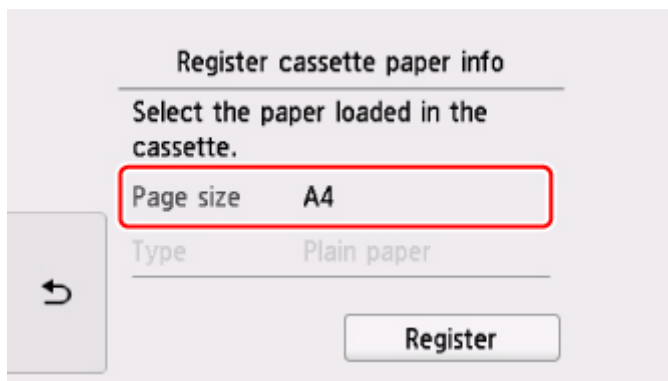 Register cassette paper info
Select the paper loaded in the
cassette.
Page size A4
Type Plain paper
Register